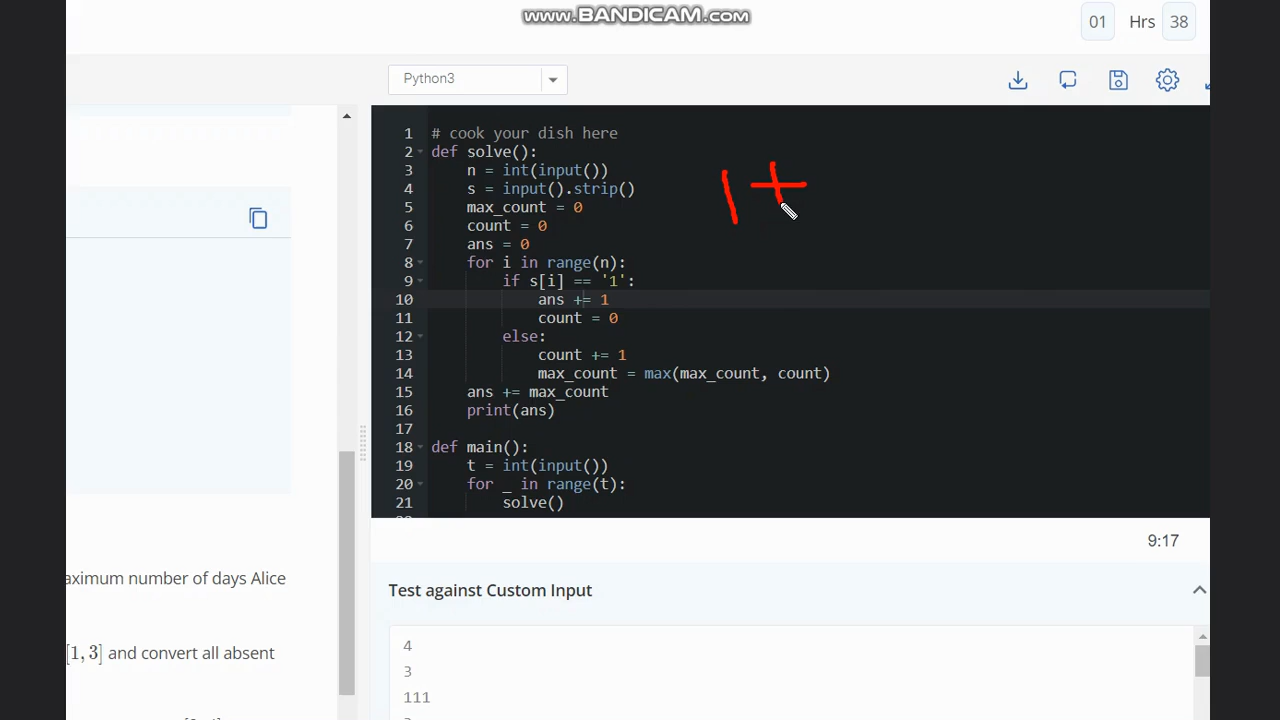 www.BANDICAM.com
01 Hrs 38
Python3
1 # cook your dish here
2 def solve():
3 n = int(input())
4 s = input().strip()
5 max_count = 0
6 count = 0
7 ans = 0
8 for i in range(n):
9 if s[i] == '1':
10 ans += 1
11 count = 0
12 else:
13 count += 1
14 max_count = max(max_count, count)
15 ans += max_count
16 print(ans)
17
18 def main():
19 t = int(input())
20 for _ in range(t):
21 solve()
1+
9:17
aximum number of days Alice
[1, 3] and convert all absent
Test against Custom Input
4
3
111